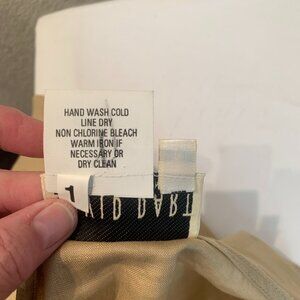 HAND WASH COLD
LINE DRY
NON CHLORINE BLEACH
WARM IRON IF
NECESSARY OR
DRY CLEAN
1